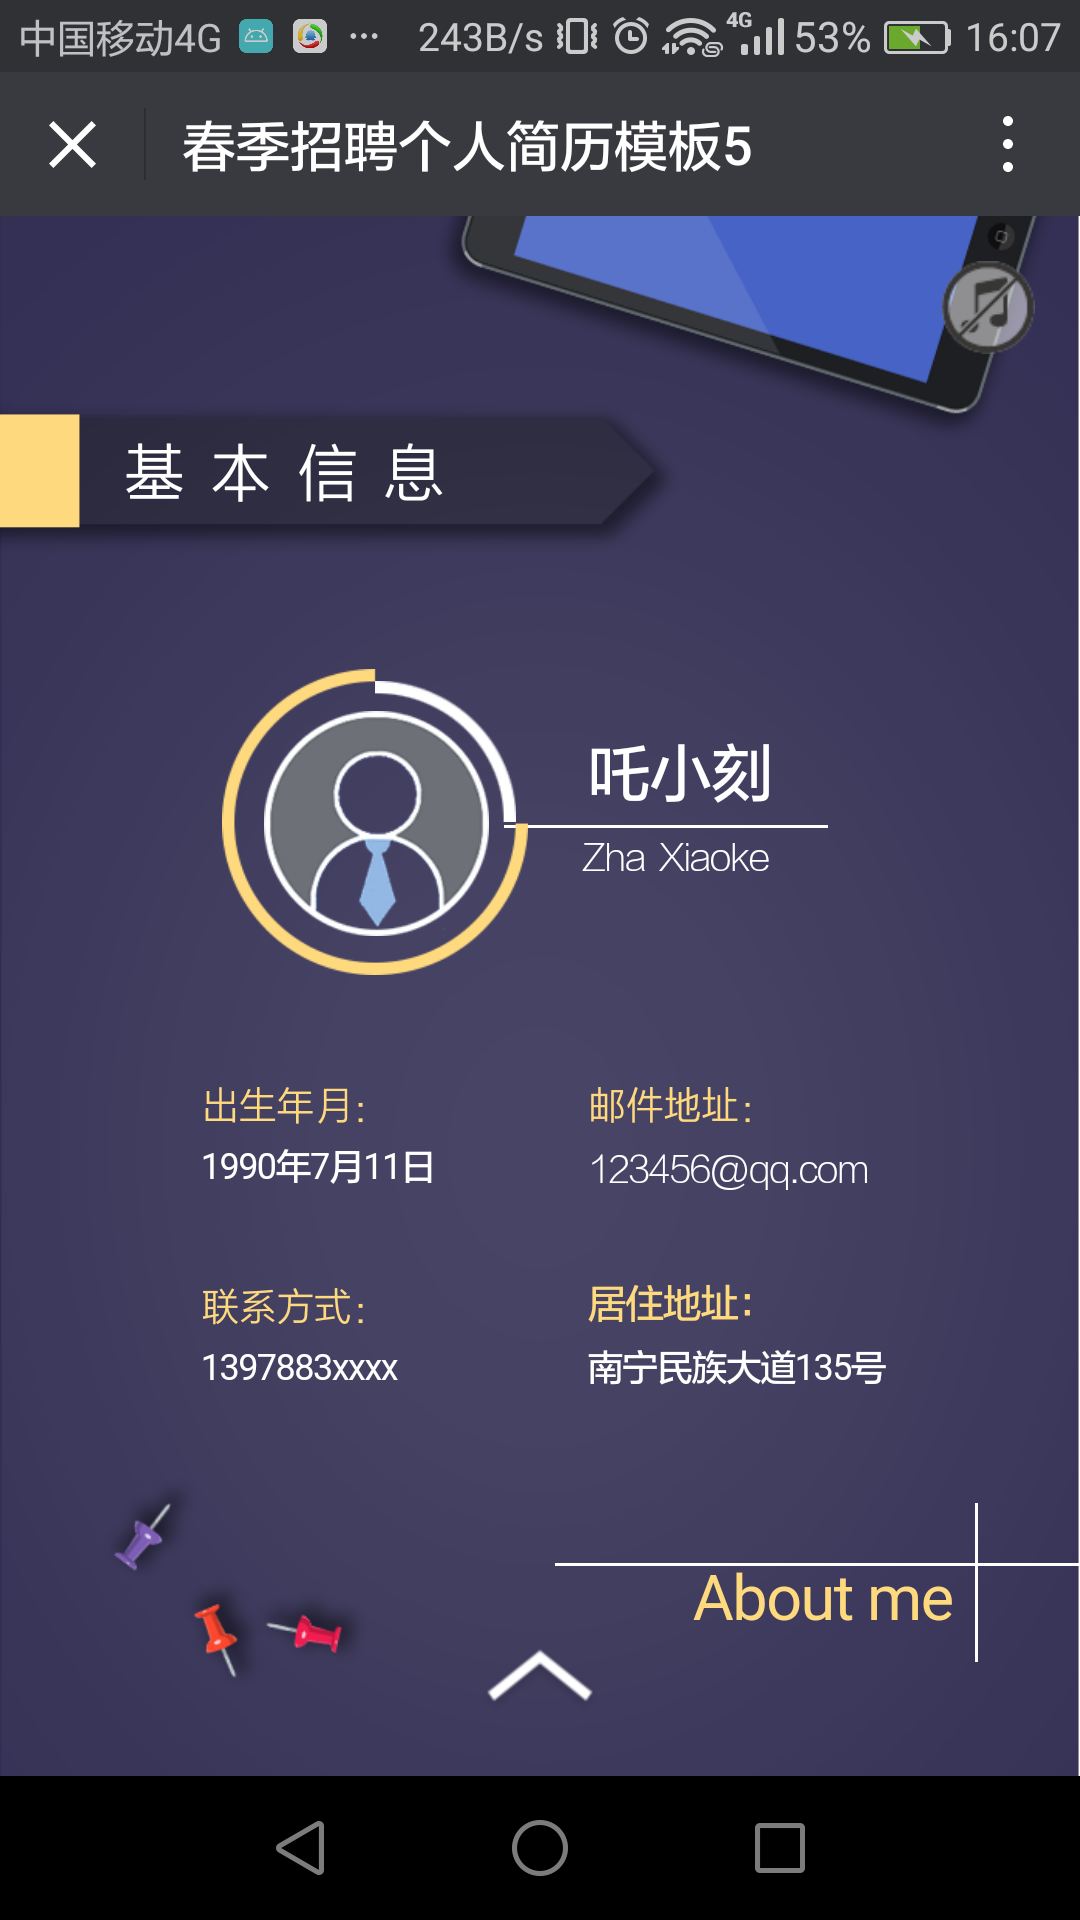 中国移动4G 243B/s 4G 53% 16:07
春季招聘个人简历模板5
基本信息
吒小刻
Zha Xiaoke
出生年月：
1990年7月11日
邮件地址：
123456@qq.com
联系方式：
1397883xxxx
居住地址：
南宁民族大道135号
About me